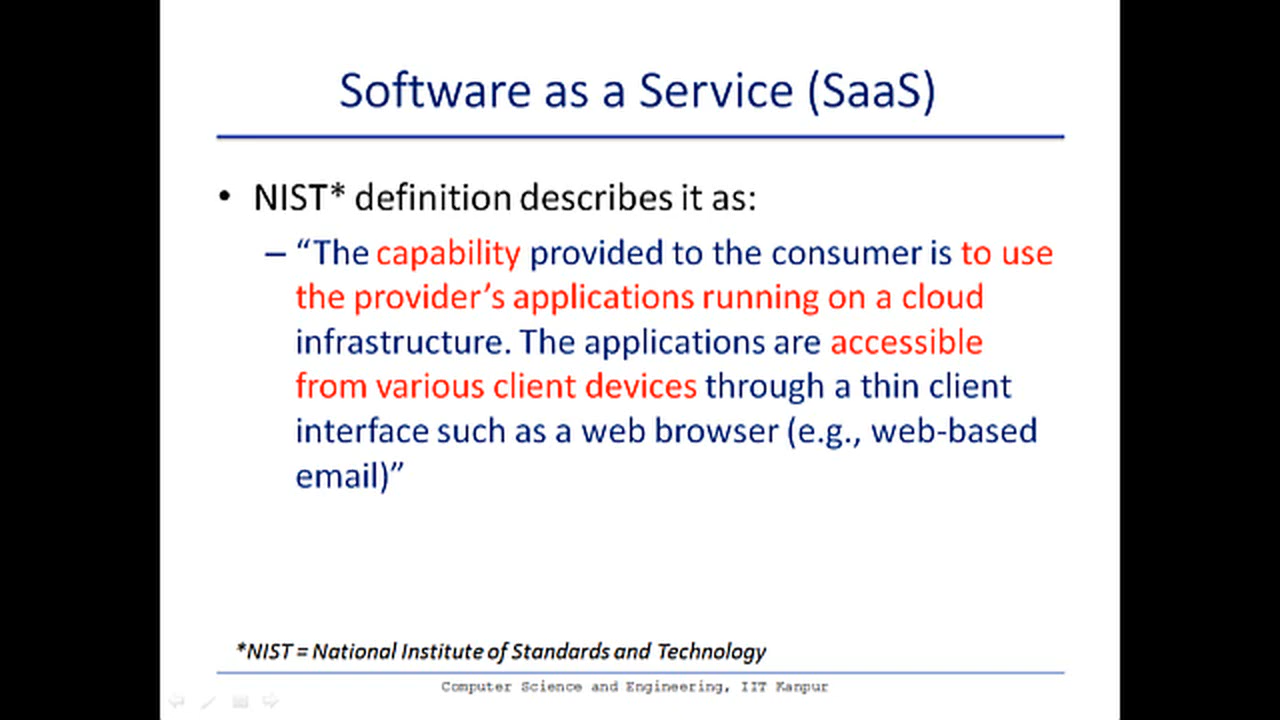 Software as a Service (SaaS)
• NIST* definition describes it as:
– “The capability provided to the consumer is to use
the provider’s applications running on a cloud
infrastructure. The applications are accessible
from various client devices through a thin client
interface such as a web browser (e.g., web-based
email)”
*NIST = National Institute of Standards and Technology
Computer Science and Engineering, IIT Kanpur